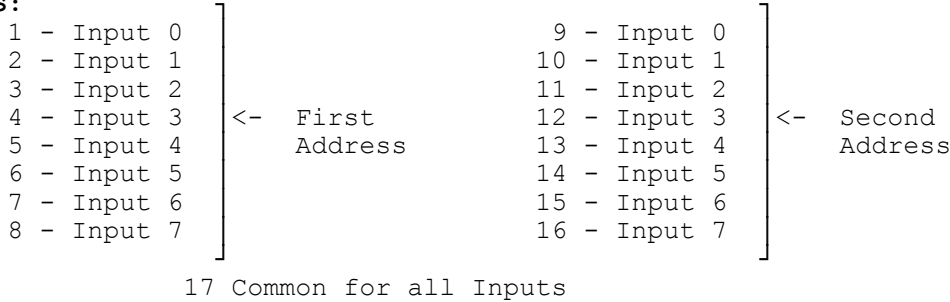 s:
1 - Input 0    9 - Input 0
2 - Input 1    10 - Input 1
3 - Input 2    11 - Input 2
4 - Input 3 <- First    12 - Input 3 <- Second
5 - Input 4 Address    13 - Input 4 Address
6 - Input 5    14 - Input 5
7 - Input 6    15 - Input 6
8 - Input 7    16 - Input 7
17 Common for all Inputs